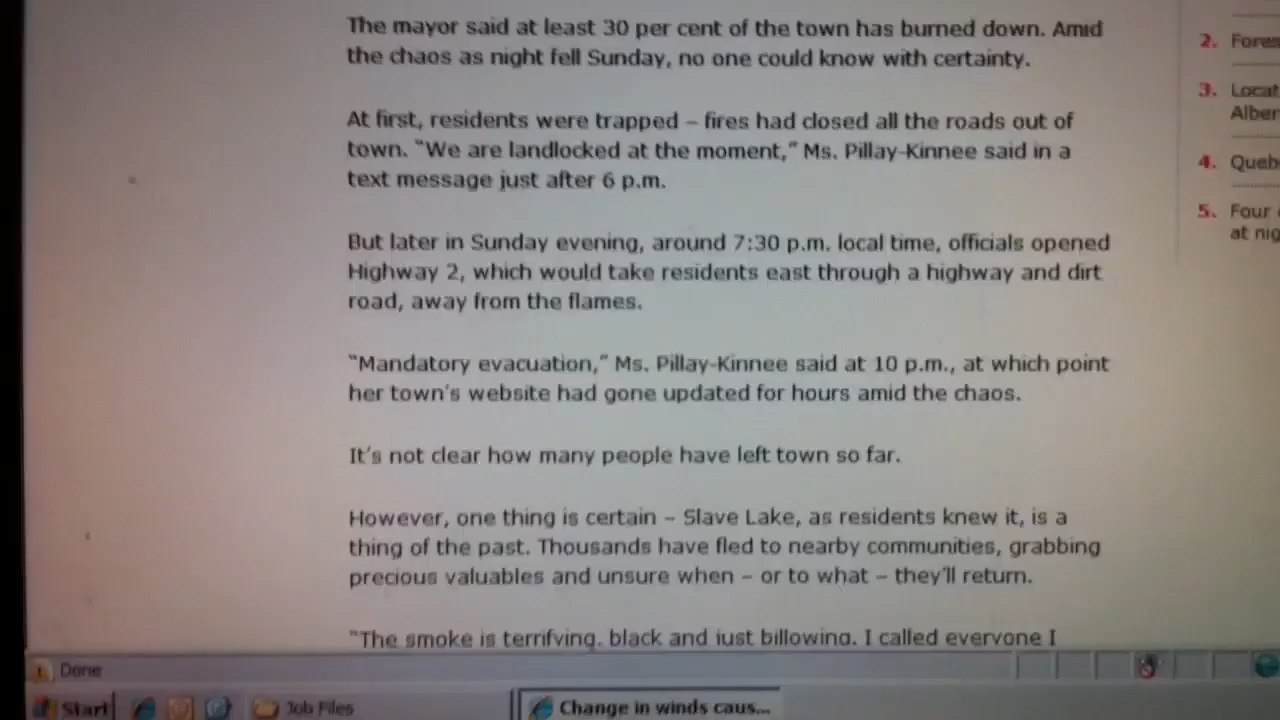 The mayor said at least 30 per cent of the town has burned down. Amid
the chaos as night fell Sunday, no one could know with certainty.
At first, residents were trapped – fires had closed all the roads out of
town. “We are landlocked at the moment,” Ms. Pillay-Kinnee said in a
text message just after 6 p.m.
But later in Sunday evening, around 7:30 p.m. local time, officials opened
Highway 2, which would take residents east through a highway and dirt
road, away from the flames.
“Mandatory evacuation,” Ms. Pillay-Kinnee said at 10 p.m., at which point
her town’s website had gone updated for hours amid the chaos.
It’s not clear how many people have left town so far.
However, one thing is certain – Slave Lake, as residents knew it, is a
thing of the past. Thousands have fled to nearby communities, grabbing
precious valuables and unsure when – or to what – they’ll return.
“The smoke is terrifying, black and just billowing. I called everyone I
2. Fores
3. Locat
Alber
4. Queb
5. Four
at nig
Done
Start
Job Files
Change in winds caus...